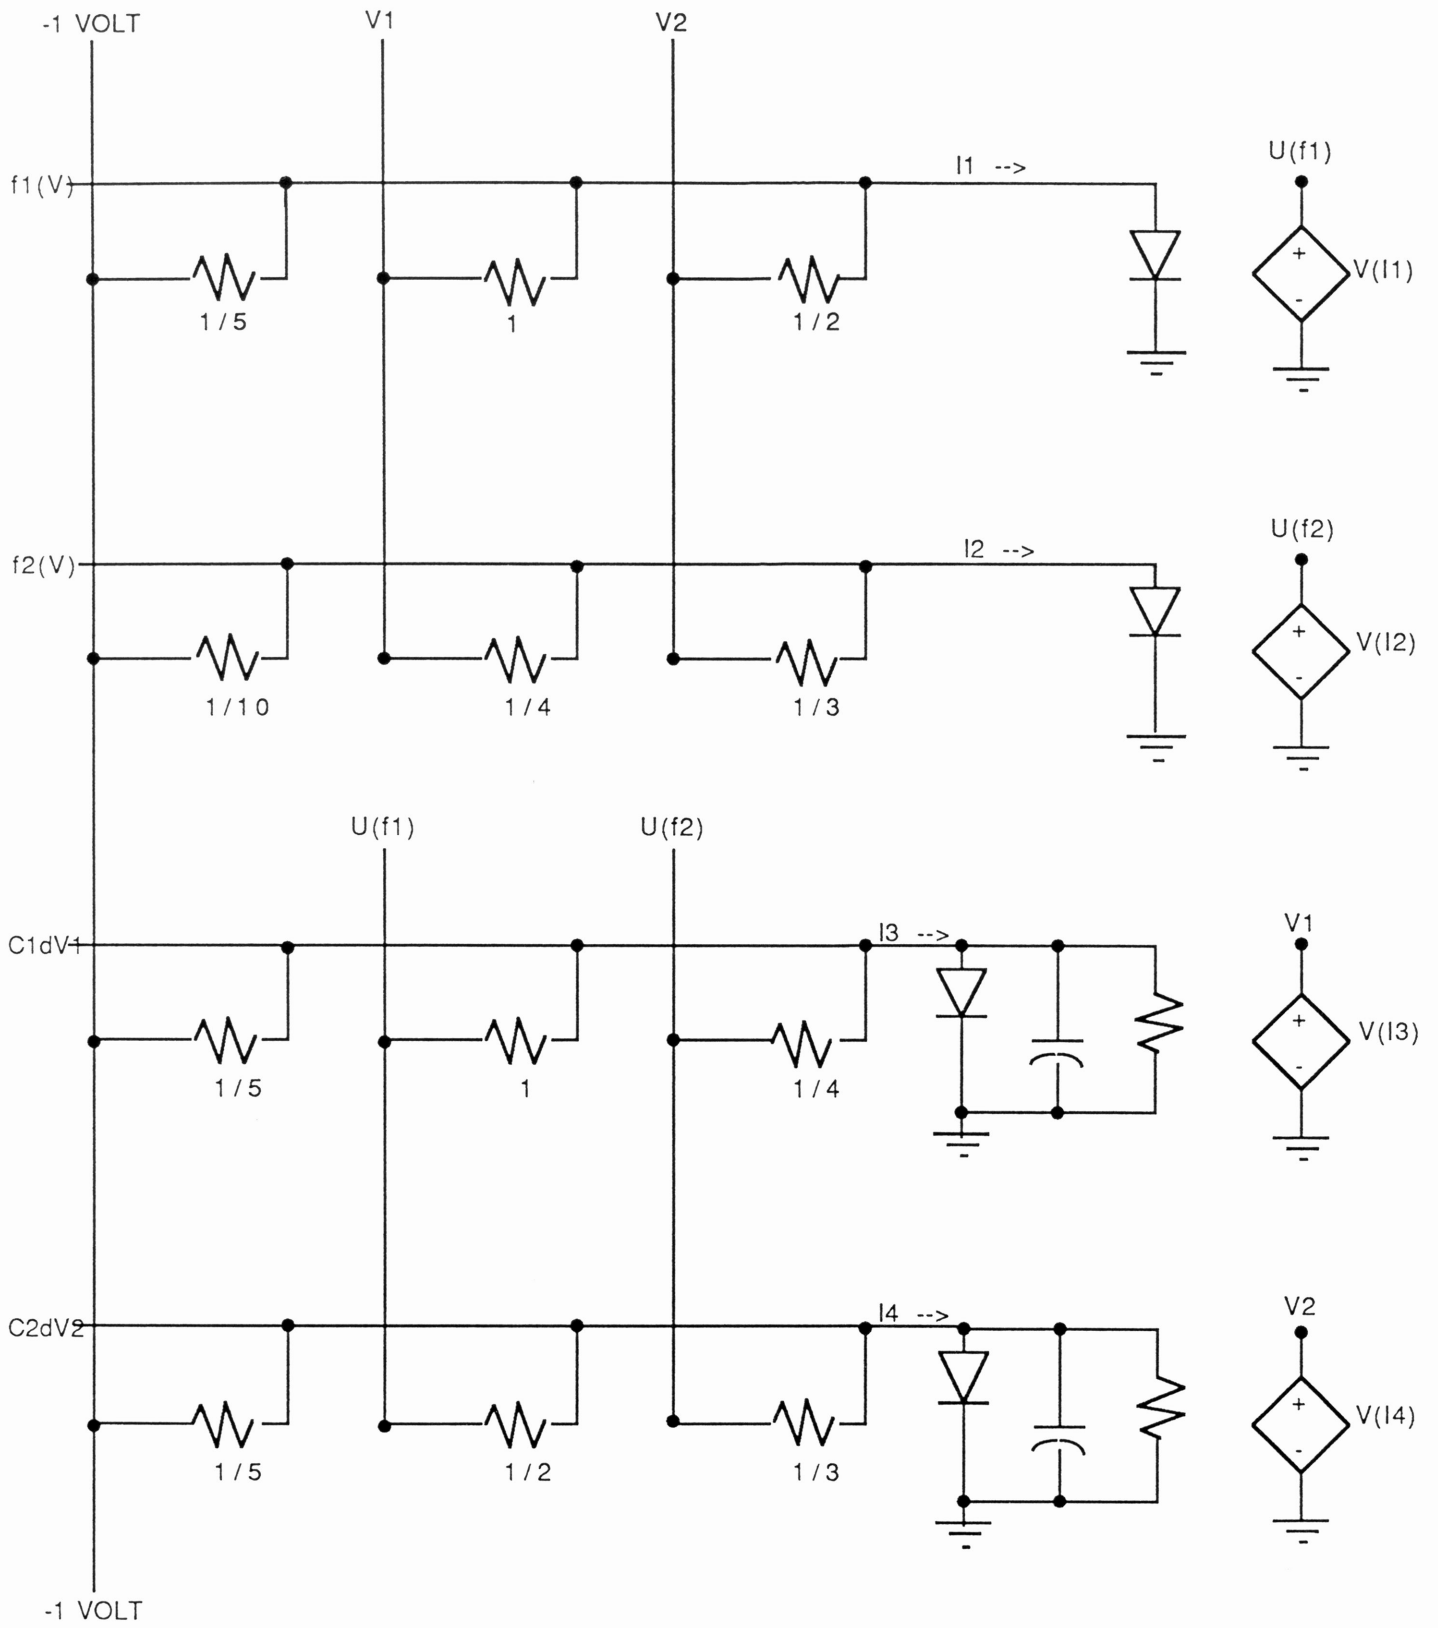 -1 VOLT
V1
V2
f1(V)
I1 -->
U(f1)
+
-
V(I1)
1/5
1
1/2
f2(V)
I2 -->
U(f2)
+
-
V(I2)
1/10
1/4
1/3
U(f1)
U(f2)
C1dV1
I3 -->
V1
+
-
V(I3)
1/5
1
1/4
C2dV2
I4 -->
V2
+
-
V(I4)
1/5
1/2
1/3
-1 VOLT